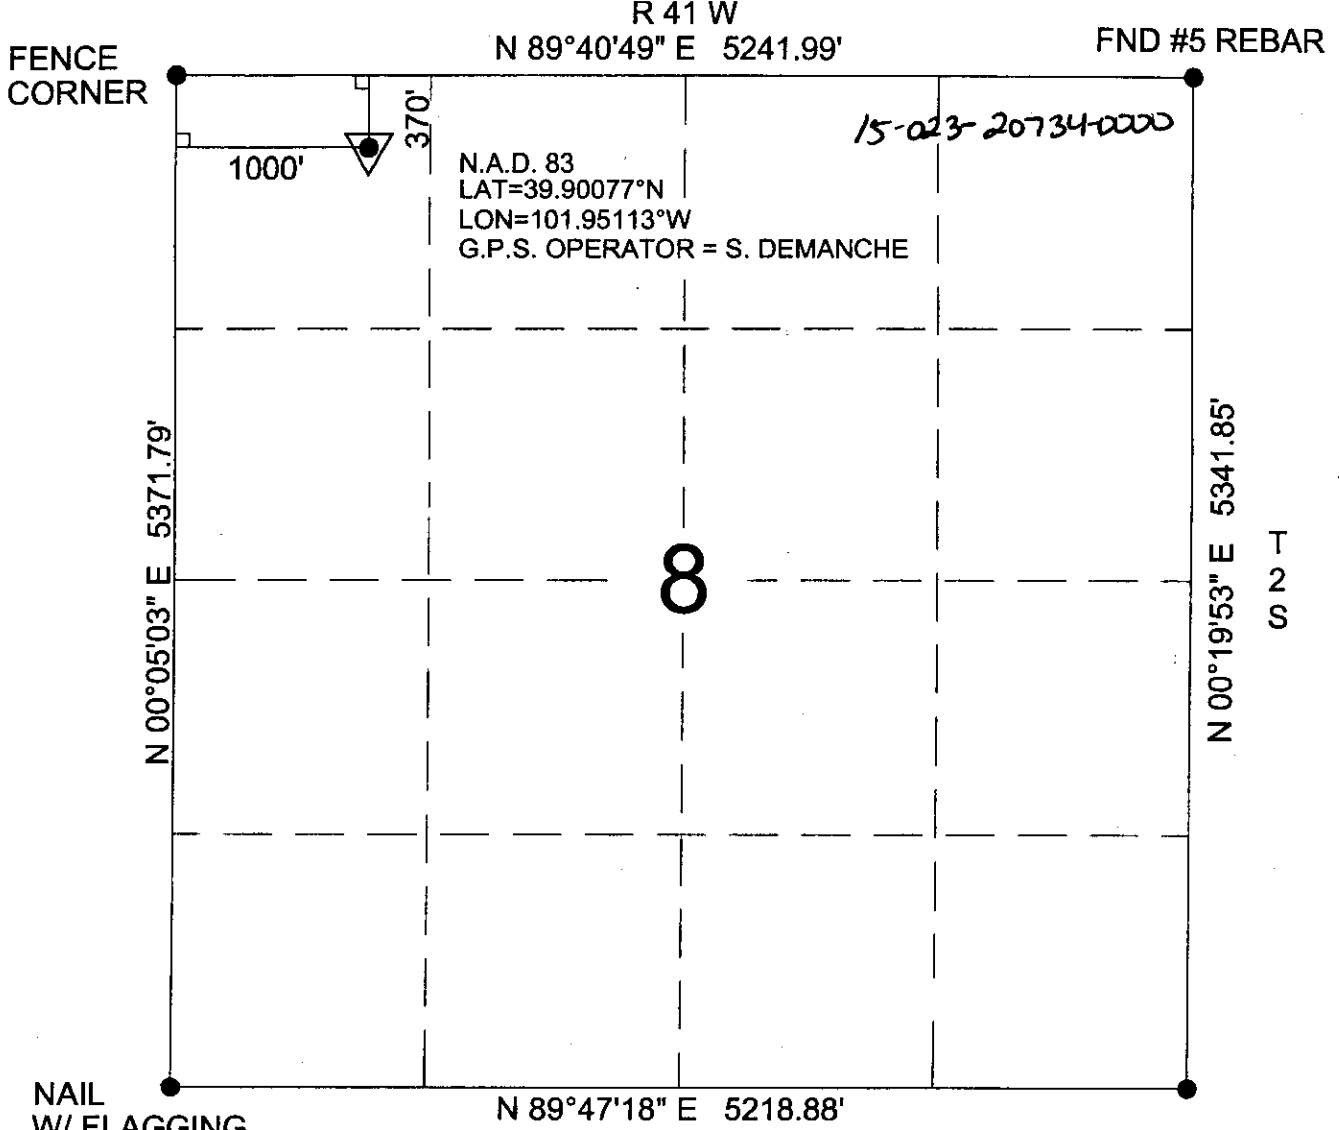 R 41 W
N 89°40'49" E 5241.99'
FENCE
CORNER
FND #5 REBAR
370'
1000'
15-023-20734-0000
N.A.D. 83
LAT=39.90077°N
LON=101.95113°W
G.P.S. OPERATOR = S. DEMANCHE
N 00°05'03" E 5371.79'
8
N 00°19'53" E 5341.85'
T
2
S
NAIL
W/ FLAGGING
N 89°47'18" E 5218.88'